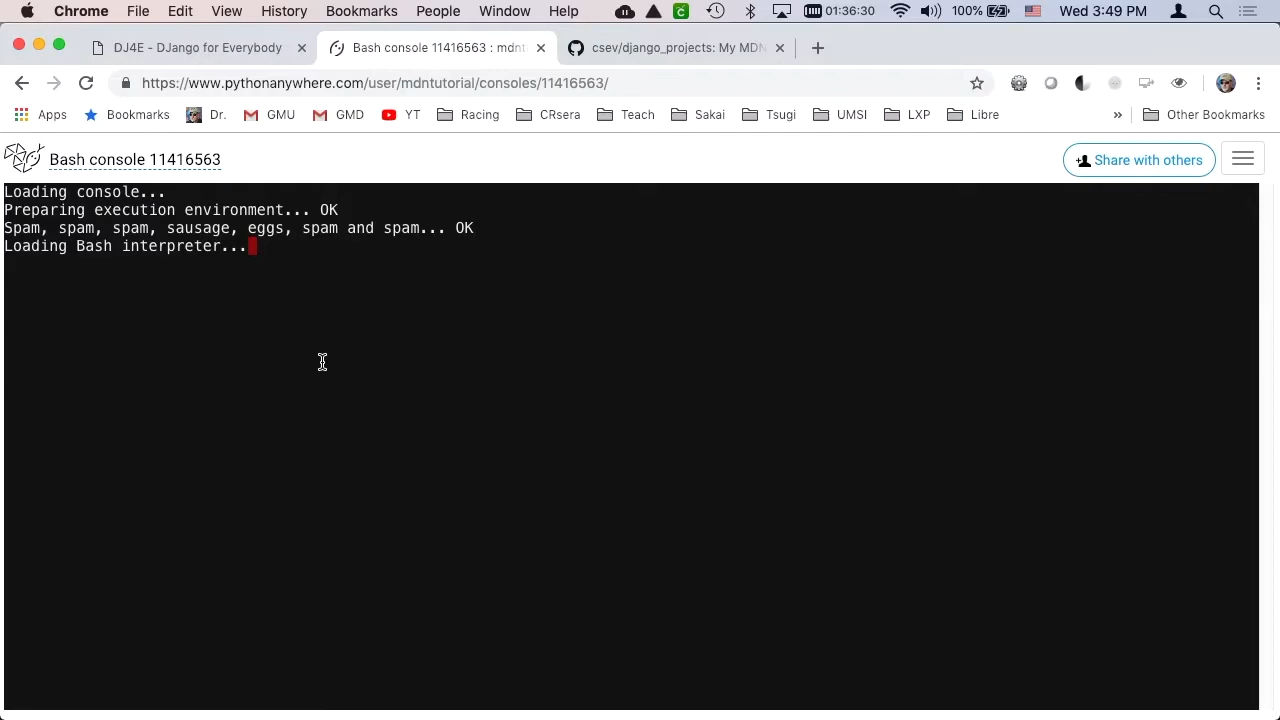 Chrome File Edit View History Bookmarks People Window Help 01:36:30 100% Wed 3:49 PM
DJ4E - DJango for Everybody Bash console 11416563 : mdnt csev/django_projects: My MDN
https://www.pythonanywhere.com/user/mdntutorial/consoles/11416563/
Apps Bookmarks Dr. GMU GMD YT Racing CRsera Teach Sakai Tsugi UMSI LXP Libre » Other Bookmarks
Bash console 11416563 Share with others
Loading console...
Preparing execution environment... OK
Spam, spam, spam, sausage, eggs, spam and spam... OK
Loading Bash interpreter...